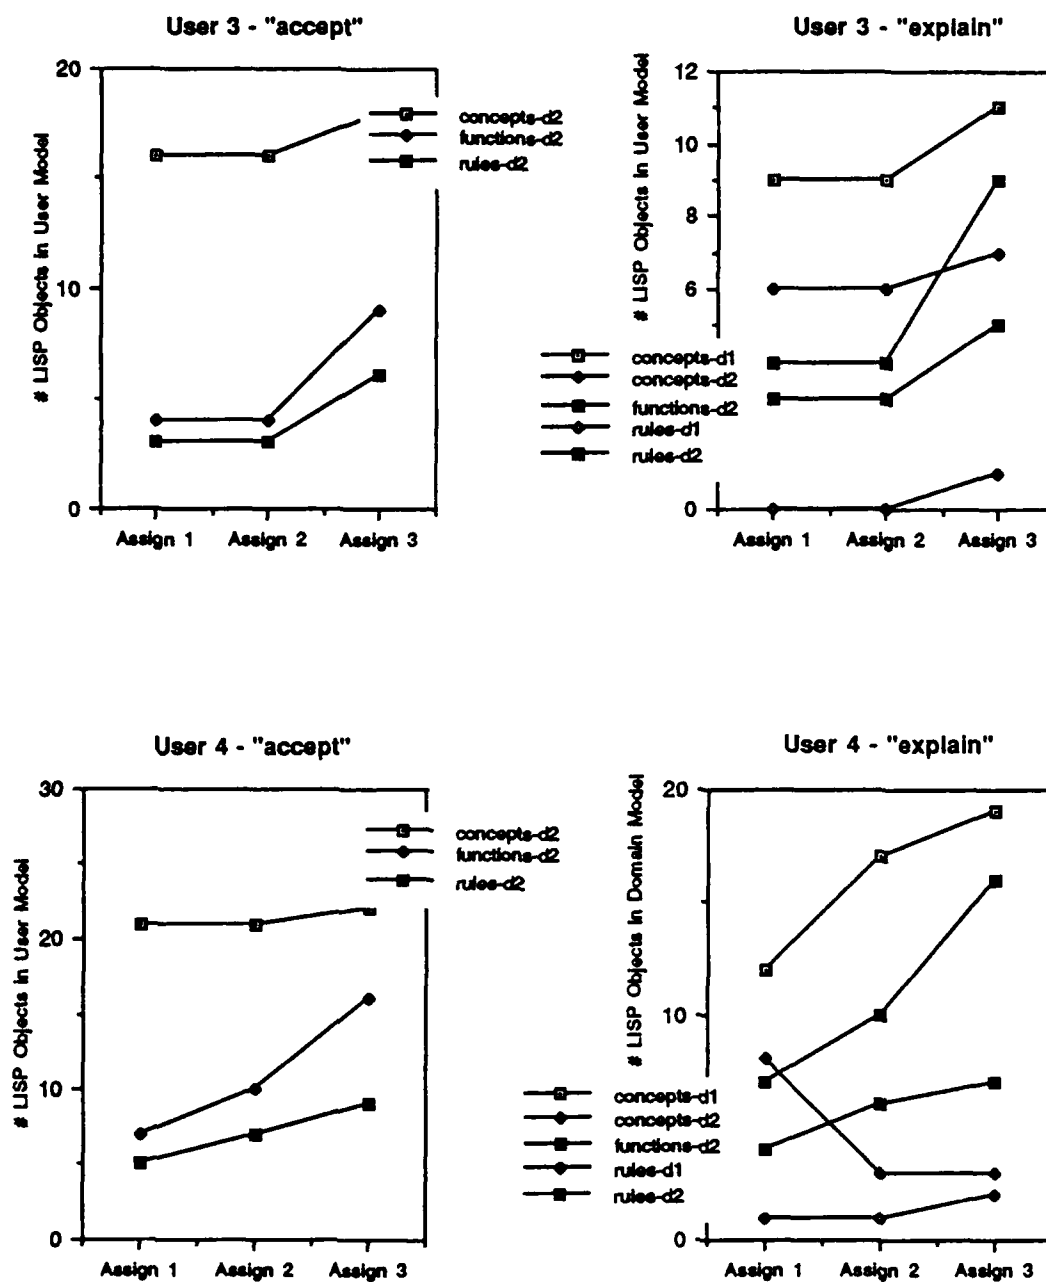 User 3 - "accept"
# LISP Objects in User Model
20
10
0
concepts-d2
functions-d2
rules-d2
Assign 1 Assign 2 Assign 3
User 3 - "explain"
# LISP Objects in User Model
12
10
8
6
0
concepts-d1
concepts-d2
functions-d2
rules-d1
rules-d2
Assign 1 Assign 2 Assign 3
User 4 - "accept"
# LISP Objects in User Model
30
20
10
0
concepts-d2
functions-d2
rules-d2
Assign 1 Assign 2 Assign 3
User 4 - "explain"
# LISP Objects in Domain Model
20
10
0
concepts-d1
concepts-d2
functions-d2
rules-d1
rules-d2
Assign 1 Assign 2 Assign 3